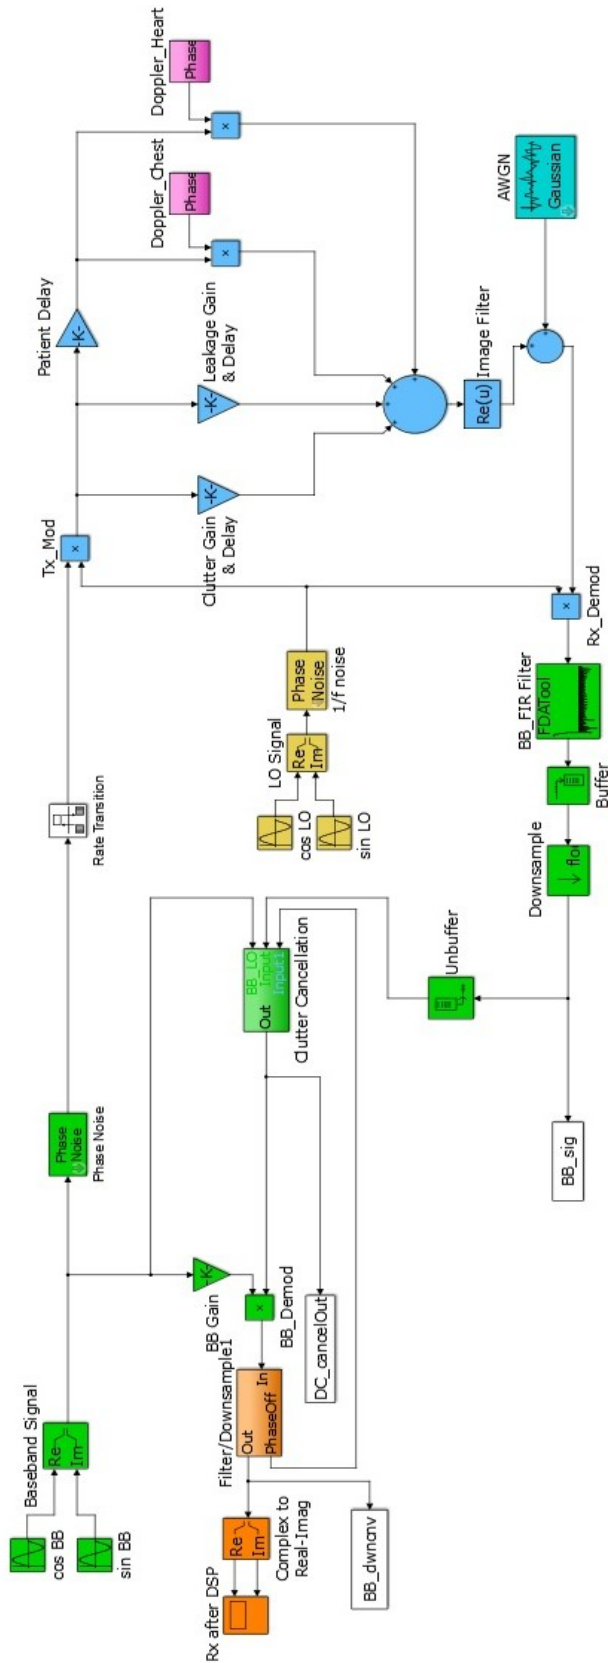 cos BB
sin BB
Baseband Signal
Re
Im
Phase
Noise
Phase Noise
Rate Transition
Tx_Mod
×
Patient Delay
-K-
Doppler_Chest
Phase
Doppler_Heart
Phase
×
×
Clutter Gain
& Delay
-K-
Leakage Gain
& Delay
-K-
Re(u)
Image Filter
AWGN
Gaussian
cos LO
sin LO
LO Signal
Re
Im
Phase
Noise
1/f noise
×
Rx_Demod
BB_FIR Filter
FDATool
Buffer
Downsample
Unbuffer
BB_sig
BB_LO
Input
Input1
Out
Clutter Cancellation
BB Gain
-K-
×
BB_Demod
DC_cancelOut
Filter/Downsample1
In
Out
PhaseOff
Re
Im
Complex to
Real-Imag
Rx after DSP
BB_dwncnv